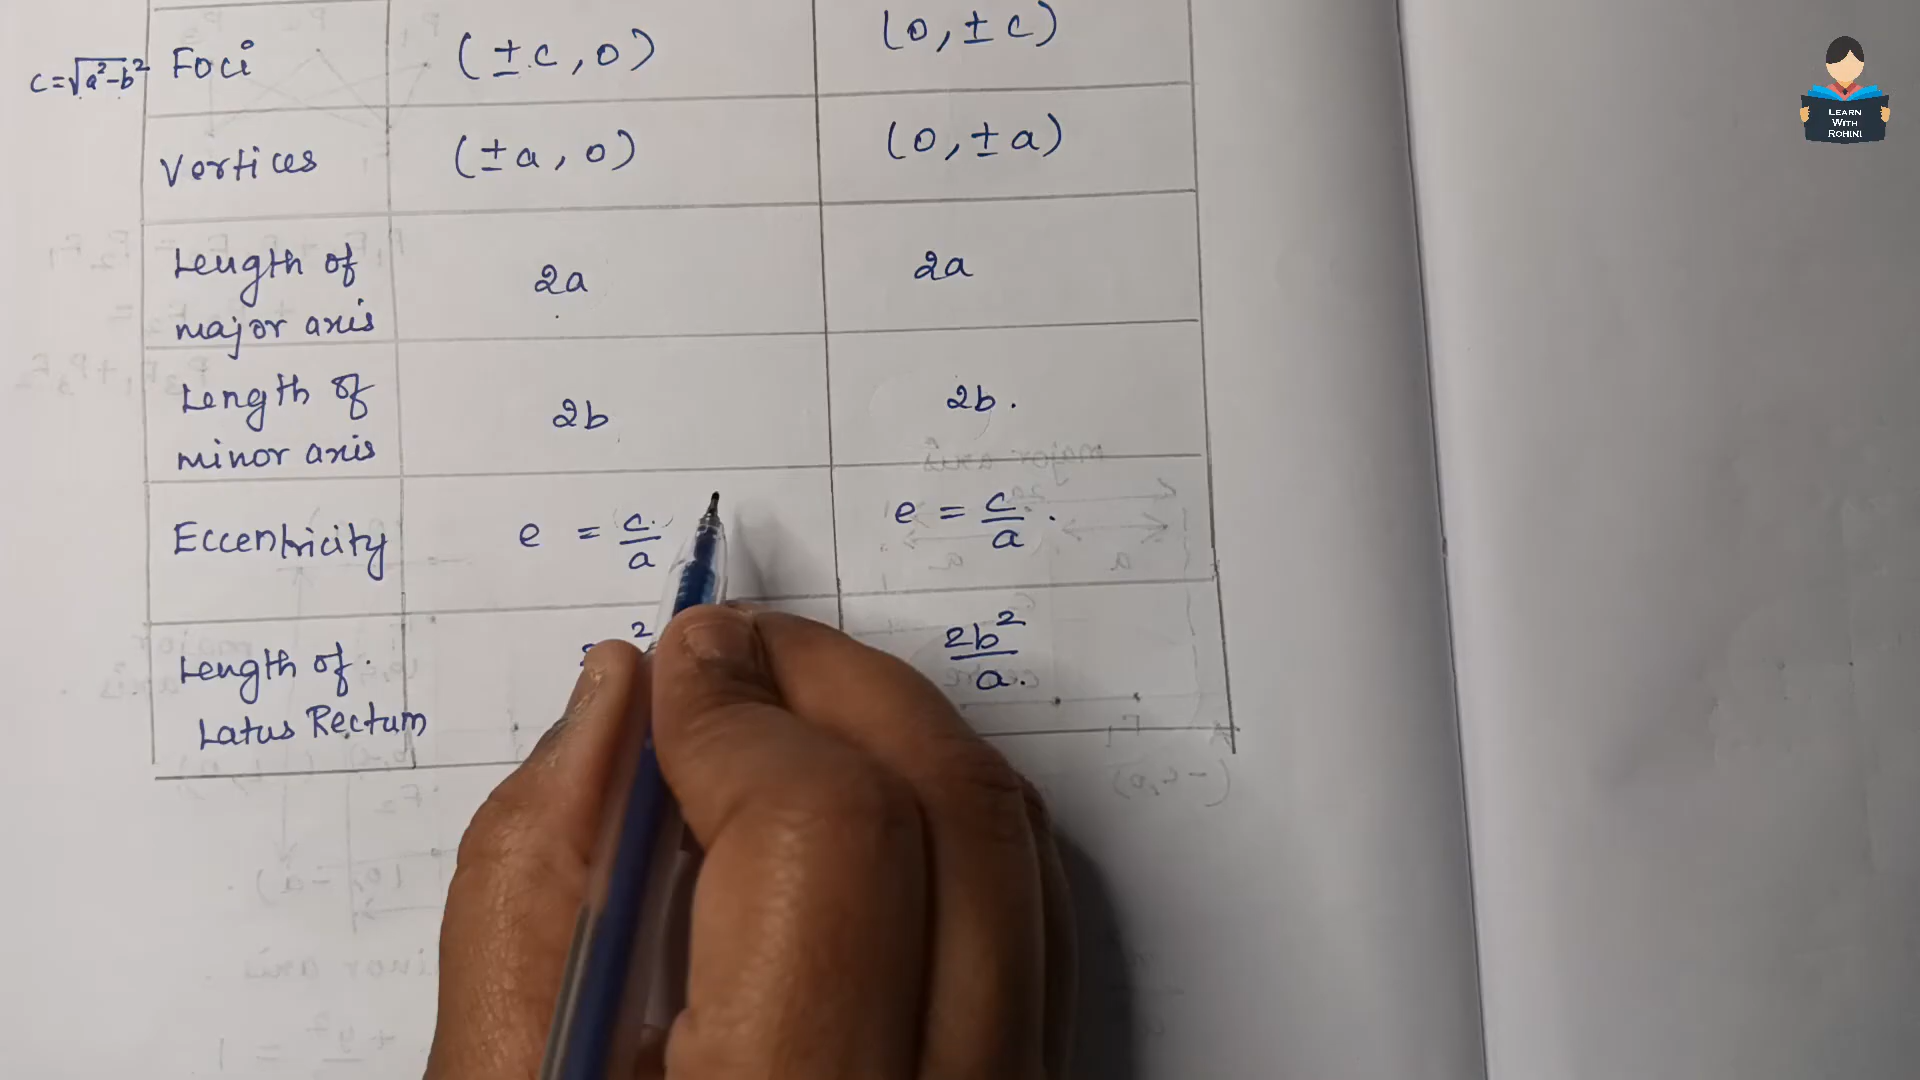 c=√a²-b²
Foci (±c, 0) (0, ±c)
Vertices (±a, 0) (0, ±a)
Length of
major axis 2a 2a
Length of
minor axis 2b 2b.
Eccentricity e = c/a e = c/a.
Length of 2b²/a.
Latus Rectum
LEARN
WITH
ROHINI